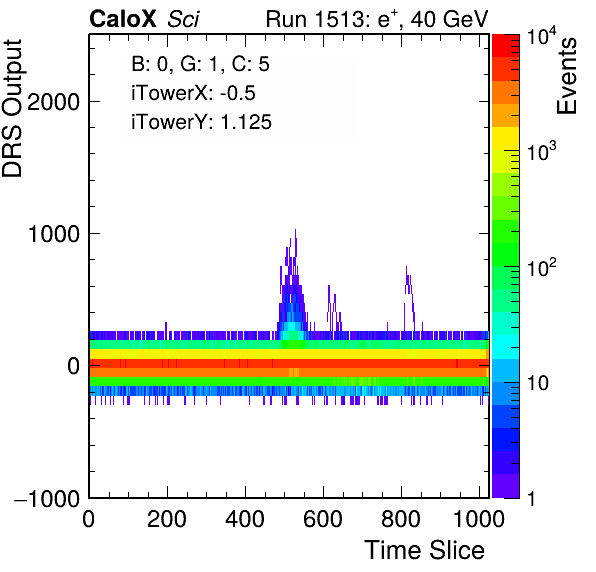 CaloX Sci Run 1513: e⁺, 40 GeV
B: 0, G: 1, C: 5
iTowerX: -0.5
iTowerY: 1.125
DRS Output
2000
1000
0
−1000
0 200 400 600 800 1000
Time Slice
Events
10⁴
10³
10²
10
1